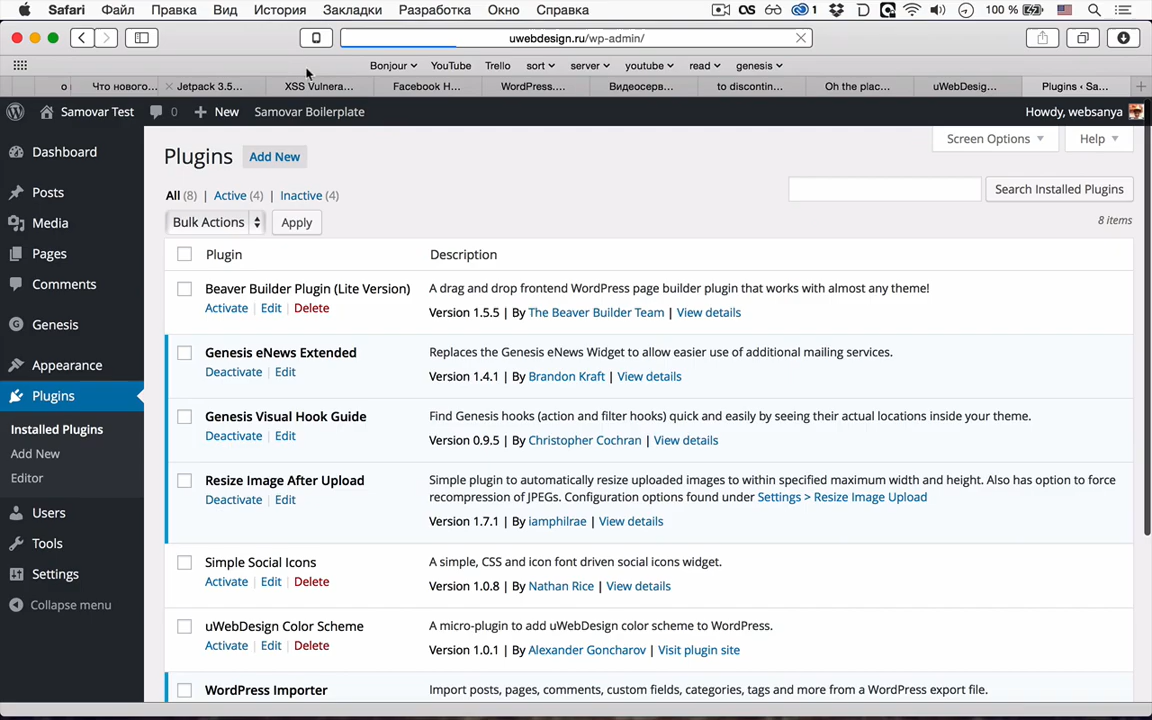 Safari Файл Правка Вид История Закладки Разработка Окно Справка 1 100 %
uwebdesign.ru/wp-admin/
Bonjour YouTube Trello sort server youtube read genesis
о Что нового... Jetpack 3.5... XSS Vulnera... Facebook H... WordPress.... Видеосерв... to discontin... Oh the plac... uWebDesig... Plugins ‹ Sa...
Samovar Test 0 New Samovar Boilerplate Howdy, websanya
Screen Options Help
Plugins Add New
All (8) | Active (4) | Inactive (4)
Search Installed Plugins
Bulk Actions Apply
8 items
Plugin Description
Beaver Builder Plugin (Lite Version) A drag and drop frontend WordPress page builder plugin that works with almost any theme!
Activate | Edit | Delete Version 1.5.5 | By The Beaver Builder Team | View details
Genesis eNews Extended Replaces the Genesis eNews Widget to allow easier use of additional mailing services.
Deactivate | Edit Version 1.4.1 | By Brandon Kraft | View details
Genesis Visual Hook Guide Find Genesis hooks (action and filter hooks) quick and easily by seeing their actual locations inside your theme.
Deactivate | Edit Version 0.9.5 | By Christopher Cochran | View details
Resize Image After Upload Simple plugin to automatically resize uploaded images to within specified maximum width and height. Also has option to force
Deactivate | Edit recompression of JPEGs. Configuration options found under Settings > Resize Image Upload
Version 1.7.1 | By iamphilrae | View details
Simple Social Icons A simple, CSS and icon font driven social icons widget.
Activate | Edit | Delete Version 1.0.8 | By Nathan Rice | View details
uWebDesign Color Scheme A micro-plugin to add uWebDesign color scheme to WordPress.
Activate | Edit | Delete Version 1.0.1 | By Alexander Goncharov | Visit plugin site
WordPress Importer Import posts, pages, comments, custom fields, categories, tags and more from a WordPress export file.
Dashboard
Posts
Media
Pages
Comments
Genesis
Appearance
Plugins
Installed Plugins
Add New
Editor
Users
Tools
Settings
Collapse menu